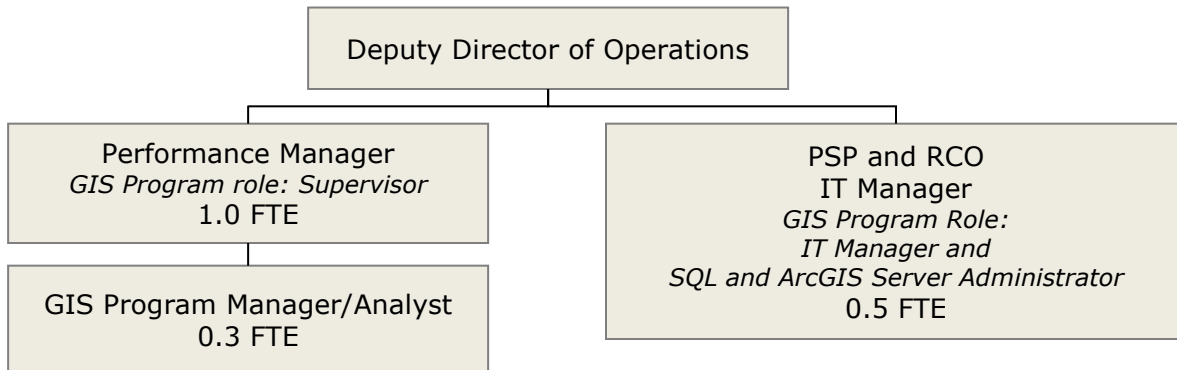 Deputy Director of Operations
Performance Manager
GIS Program role: Supervisor
1.0 FTE
GIS Program Manager/Analyst
0.3 FTE
PSP and RCO
IT Manager
GIS Program Role:
IT Manager and
SQL and ArcGIS Server Administrator
0.5 FTE